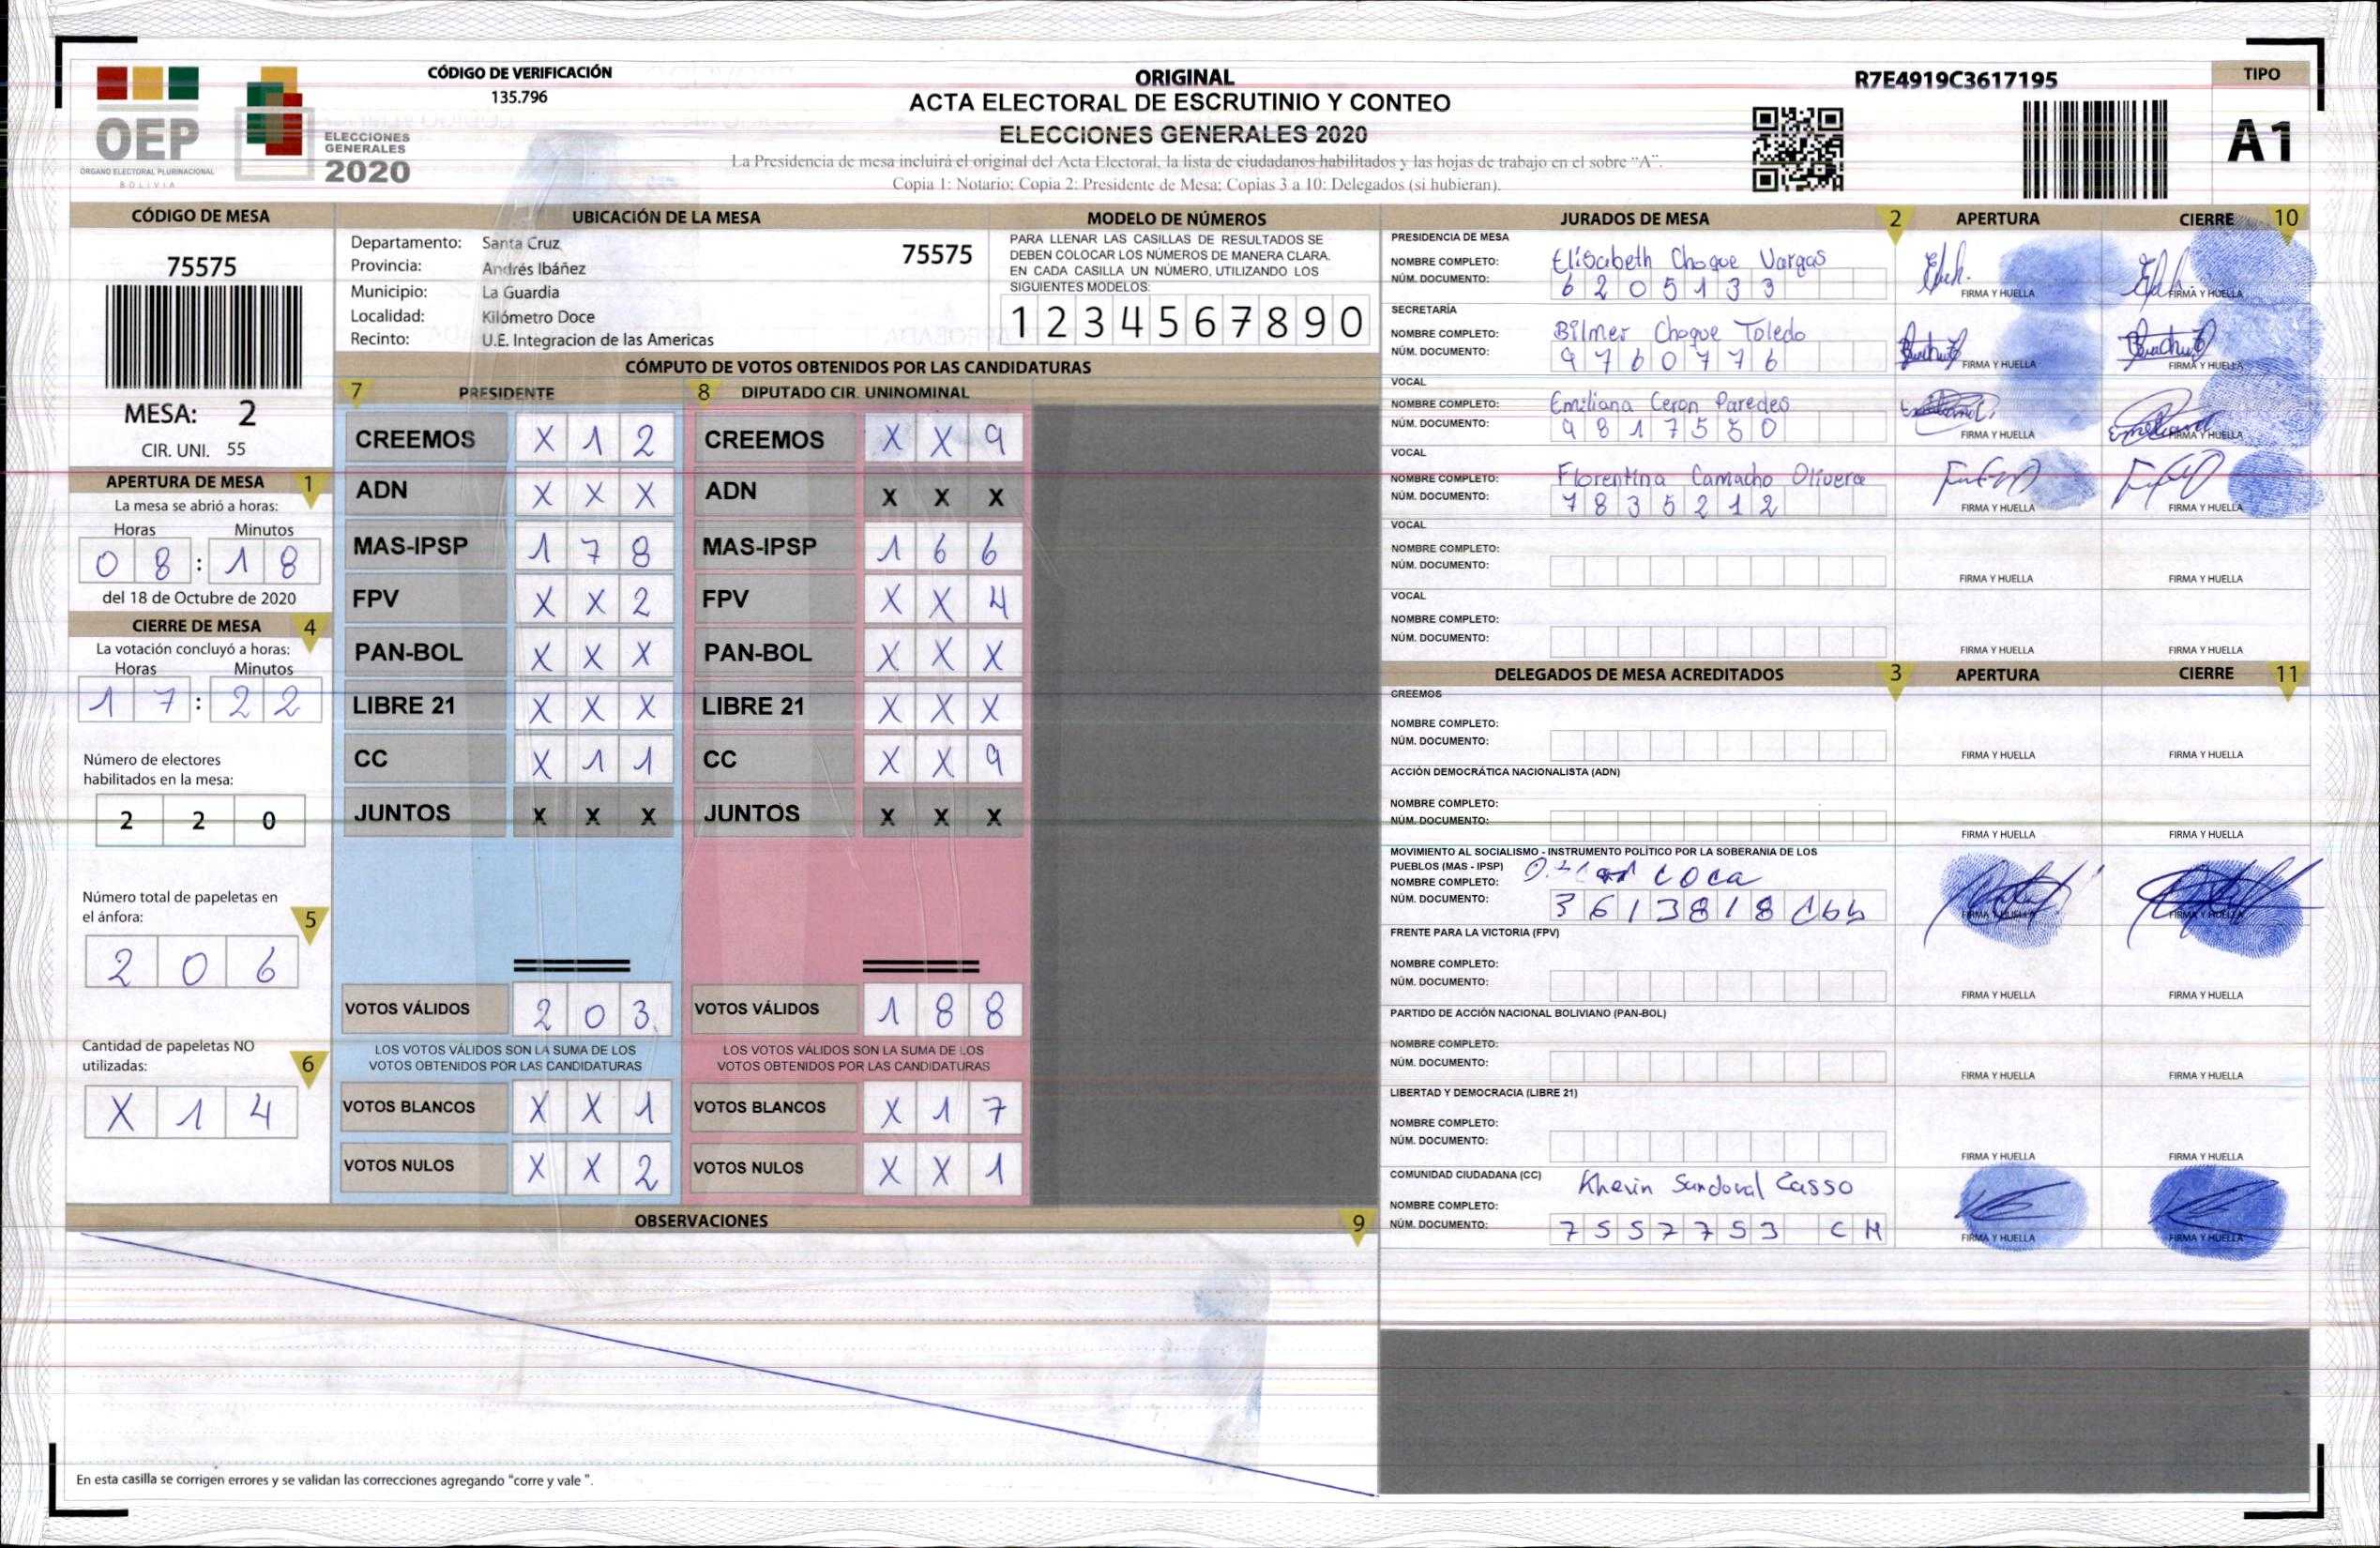 CÓDIGO DE VERIFICACIÓN
135.796
OEP
ÓRGANO ELECTORAL PLURINACIONAL
BOLIVIA
ELECCIONES
GENERALES
2020
ORIGINAL
ACTA ELECTORAL DE ESCRUTINIO Y CONTEO
ELECCIONES GENERALES 2020
La Presidencia de mesa incluirá el original del Acta Electoral, la lista de ciudadanos habilitados y las hojas de trabajo en el sobre "A".
Copia 1: Notario; Copia 2: Presidente de Mesa; Copias 3 a 10: Delegados (si hubieran).
R7E4919C3617195
TIPO
A1
CÓDIGO DE MESA
75575
MESA: 2
CIR. UNI. 55
APERTURA DE MESA 1
La mesa se abrió a horas:
Horas Minutos
0 8 : 1 8
del 18 de Octubre de 2020
CIERRE DE MESA 4
La votación concluyó a horas:
Horas Minutos
1 7 : 2 2
Número de electores
habilitados en la mesa:
2 2 0
Número total de papeletas en
el ánfora: 5
2 0 6
Cantidad de papeletas NO
utilizadas: 6
X 1 4
UBICACIÓN DE LA MESA
Departamento: Santa Cruz
75575
Provincia: Andrés Ibáñez
Municipio: La Guardia
Localidad: Kilómetro Doce
Recinto: U.E. Integracion de las Americas
MODELO DE NÚMEROS
PARA LLENAR LAS CASILLAS DE RESULTADOS SE
DEBEN COLOCAR LOS NÚMEROS DE MANERA CLARA.
EN CADA CASILLA UN NÚMERO, UTILIZANDO LOS
SIGUIENTES MODELOS:
1 2 3 4 5 6 7 8 9 0
CÓMPUTO DE VOTOS OBTENIDOS POR LAS CANDIDATURAS
7 PRESIDENTE
CREEMOS X 1 2
ADN X X X
MAS-IPSP 1 7 8
FPV X X 2
PAN-BOL X X X
LIBRE 21 X X X
CC X 1 1
JUNTOS X X X
VOTOS VÁLIDOS 2 0 3
LOS VOTOS VÁLIDOS SON LA SUMA DE LOS
VOTOS OBTENIDOS POR LAS CANDIDATURAS
VOTOS BLANCOS X X 1
VOTOS NULOS X X 2
8 DIPUTADO CIR. UNINOMINAL
CREEMOS X X 9
ADN X X X
MAS-IPSP 1 6 6
FPV X X 4
PAN-BOL X X X
LIBRE 21 X X X
CC X X 9
JUNTOS X X X
VOTOS VÁLIDOS 1 8 8
LOS VOTOS VÁLIDOS SON LA SUMA DE LOS
VOTOS OBTENIDOS POR LAS CANDIDATURAS
VOTOS BLANCOS X 1 7
VOTOS NULOS X X 1
OBSERVACIONES 9
En esta casilla se corrigen errores y se validan las correcciones agregando "corre y vale".
JURADOS DE MESA 2 APERTURA CIERRE 10
PRESIDENCIA DE MESA
NOMBRE COMPLETO: Elisabeth Choque Vargas
NÚM. DOCUMENTO: 6 2 0 5 1 3 3
FIRMA Y HUELLA FIRMA Y HUELLA
SECRETARÍA
NOMBRE COMPLETO: Bilmer Choque Toledo
NÚM. DOCUMENTO: 9 7 6 0 7 7 6
FIRMA Y HUELLA FIRMA Y HUELLA
VOCAL
NOMBRE COMPLETO: Emiliana Ceron Paredes
NÚM. DOCUMENTO: 9 8 1 7 5 5 0
FIRMA Y HUELLA FIRMA Y HUELLA
VOCAL
NOMBRE COMPLETO: Florentina Camacho Olivera
NÚM. DOCUMENTO: 7 8 3 5 2 1 2
FIRMA Y HUELLA FIRMA Y HUELLA
VOCAL
NOMBRE COMPLETO:
NÚM. DOCUMENTO:
FIRMA Y HUELLA FIRMA Y HUELLA
VOCAL
NOMBRE COMPLETO:
NÚM. DOCUMENTO:
FIRMA Y HUELLA FIRMA Y HUELLA
DELEGADOS DE MESA ACREDITADOS 3 APERTURA CIERRE 11
CREEMOS
NOMBRE COMPLETO:
NÚM. DOCUMENTO:
FIRMA Y HUELLA FIRMA Y HUELLA
ACCIÓN DEMOCRÁTICA NACIONALISTA (ADN)
NOMBRE COMPLETO:
NÚM. DOCUMENTO:
FIRMA Y HUELLA FIRMA Y HUELLA
MOVIMIENTO AL SOCIALISMO - INSTRUMENTO POLÍTICO POR LA SOBERANIA DE LOS
PUEBLOS (MAS - IPSP)
NOMBRE COMPLETO: coca
NÚM. DOCUMENTO: 3 6 1 3 8 1 8 Cbb
FIRMA Y HUELLA FIRMA Y HUELLA
FRENTE PARA LA VICTORIA (FPV)
NOMBRE COMPLETO:
NÚM. DOCUMENTO:
FIRMA Y HUELLA FIRMA Y HUELLA
PARTIDO DE ACCIÓN NACIONAL BOLIVIANO (PAN-BOL)
NOMBRE COMPLETO:
NÚM. DOCUMENTO:
FIRMA Y HUELLA FIRMA Y HUELLA
LIBERTAD Y DEMOCRACIA (LIBRE 21)
NOMBRE COMPLETO:
NÚM. DOCUMENTO:
FIRMA Y HUELLA FIRMA Y HUELLA
COMUNIDAD CIUDADANA (CC)
NOMBRE COMPLETO: Khevin Sandoval Casso
NÚM. DOCUMENTO: 7 5 5 7 7 5 3 C H
FIRMA Y HUELLA FIRMA Y HUELLA